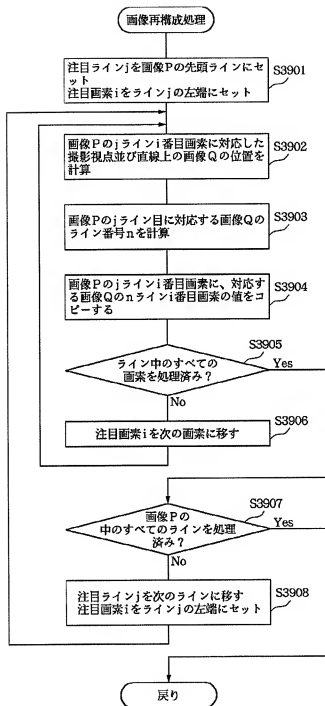 画像再構成処理
注目ラインjを画像Pの先頭ラインにセ
ット
注目画素iをラインjの左端にセット
S3901
画像Pのjラインi番目画素に対応した
撮影視点並び直線上の画像Qの位置を
計算
S3902
画像Pのjライン目に対応する画像Qの
ライン番号nを計算
S3903
画像Pのjラインi番目画素に、対応す
る画像Qのnラインi番目画素の値をコ
ピーする
S3904
ライン中のすべての
画素を処理済み?
S3905
Yes
No
注目画素iを次の画素に移す
S3906
画像Pの
中のすべてのラインを処理
済み?
S3907
Yes
No
注目ラインjを次のラインに移す
注目画素iをラインjの左端にセット
S3908
戻り